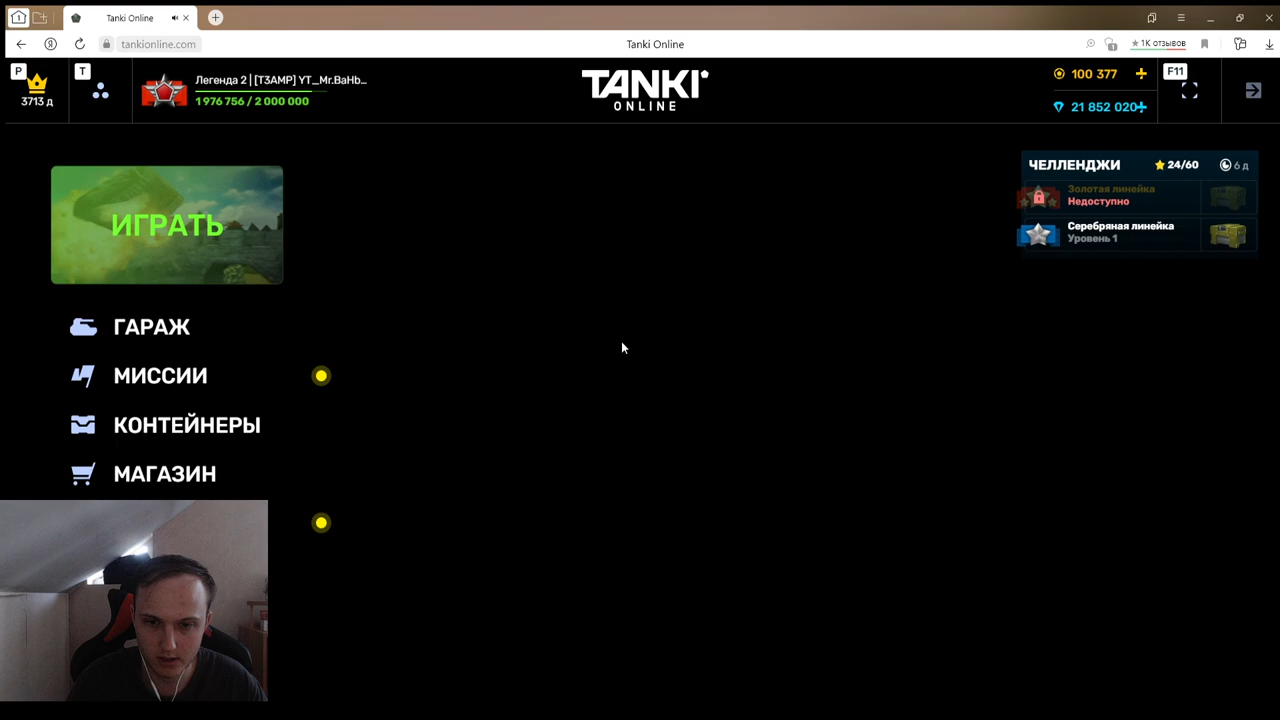 Tanki Online
tankionline.com
Tanki Online
1К отзывов
P
3713 д
T
Легенда 2 | [T3AMP] YT_Mr.BaHb...
1 976 756 / 2 000 000
TANKI
ONLINE
100 377
21 852 020
F11
ЧЕЛЛЕНДЖИ
24/60
6 д
Золотая линейка
Недоступно
Серебряная линейка
Уровень 1
ИГРАТЬ
ГАРАЖ
МИССИИ
КОНТЕЙНЕРЫ
МАГАЗИН